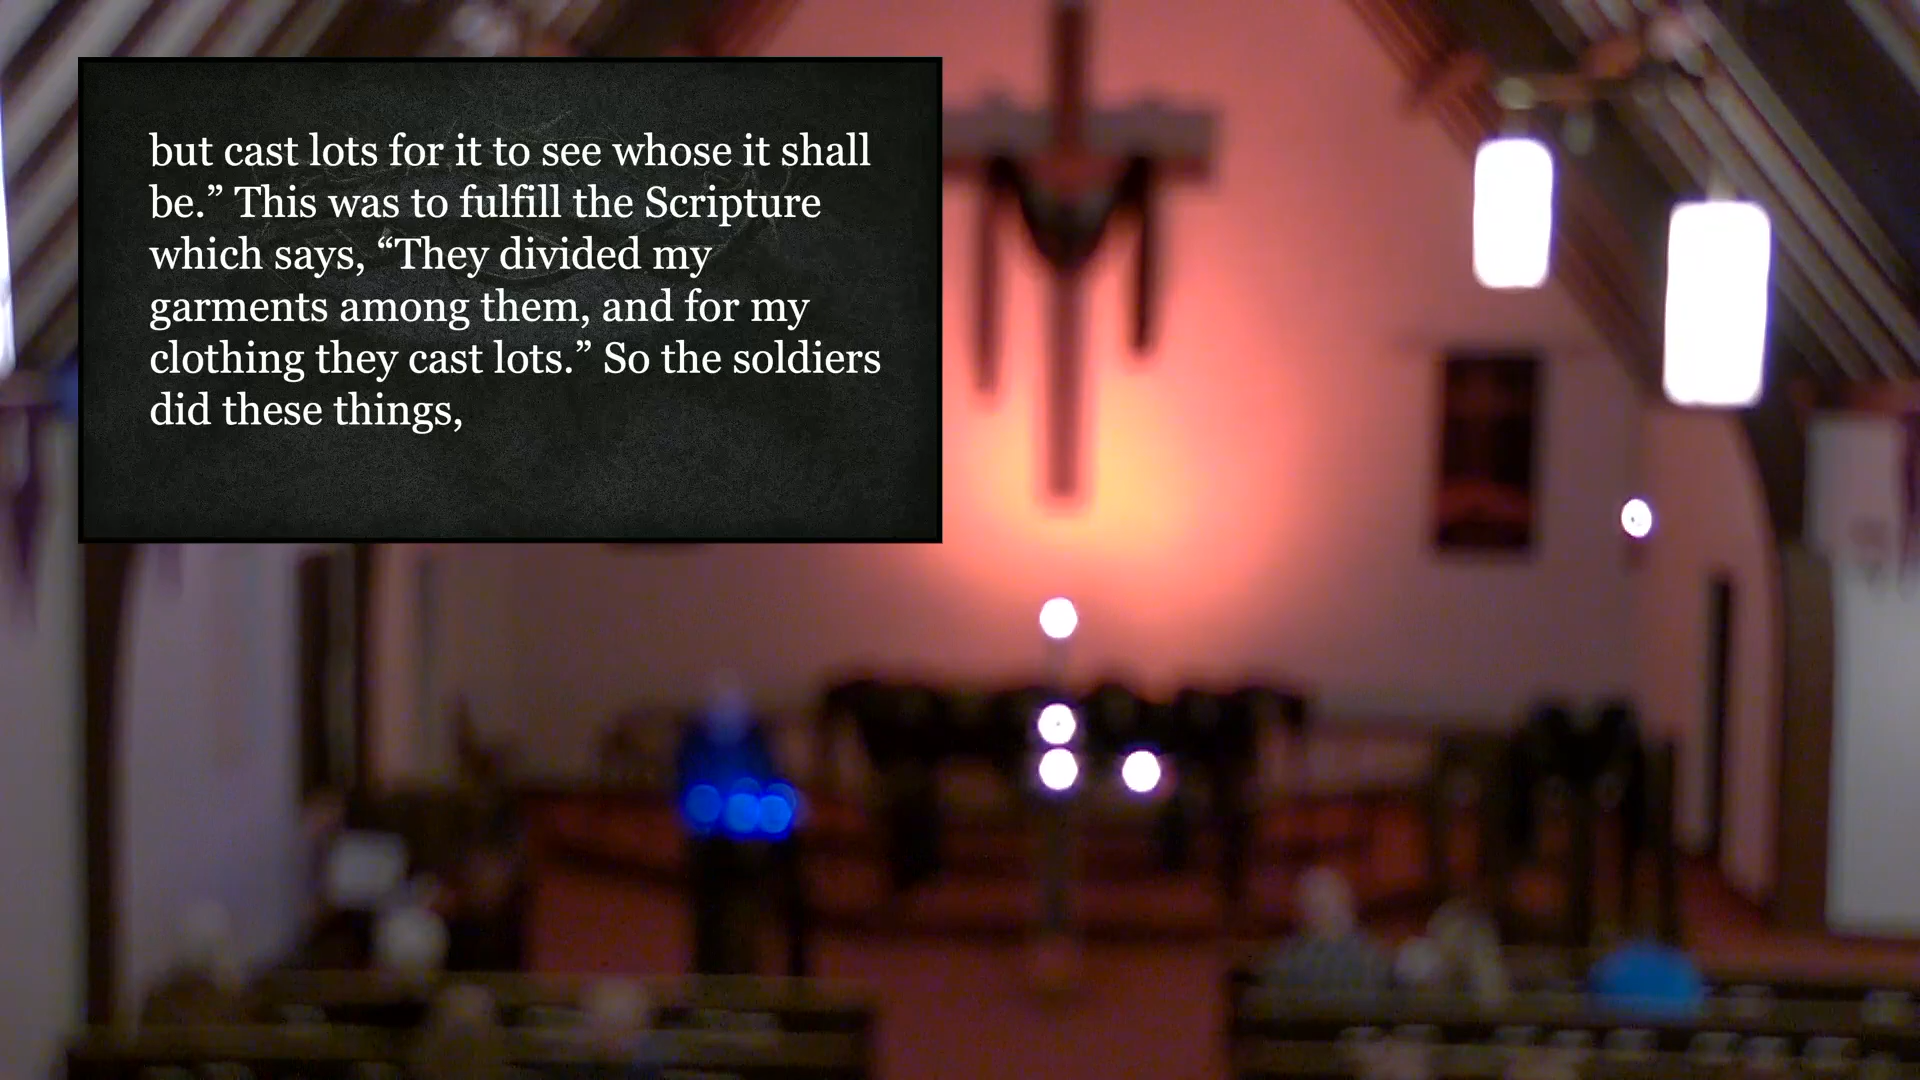 but cast lots for it to see whose it shall
be.” This was to fulfill the Scripture
which says, “They divided my
garments among them, and for my
clothing they cast lots.” So the soldiers
did these things,